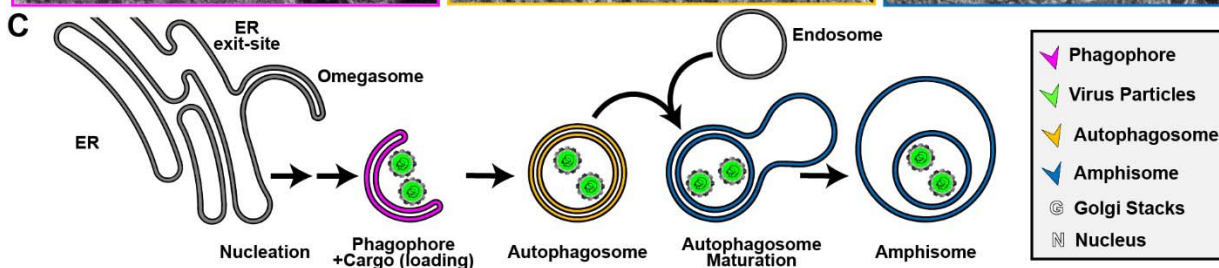 C
ER
exit-site
Omegasome
ER
Endosome
Nucleation
Phagophore
+Cargo (loading)
Autophagosome
Autophagosome
Maturation
Amphisome
Phagophore
Virus Particles
Autophagosome
Amphisome
G Golgi Stacks
N Nucleus